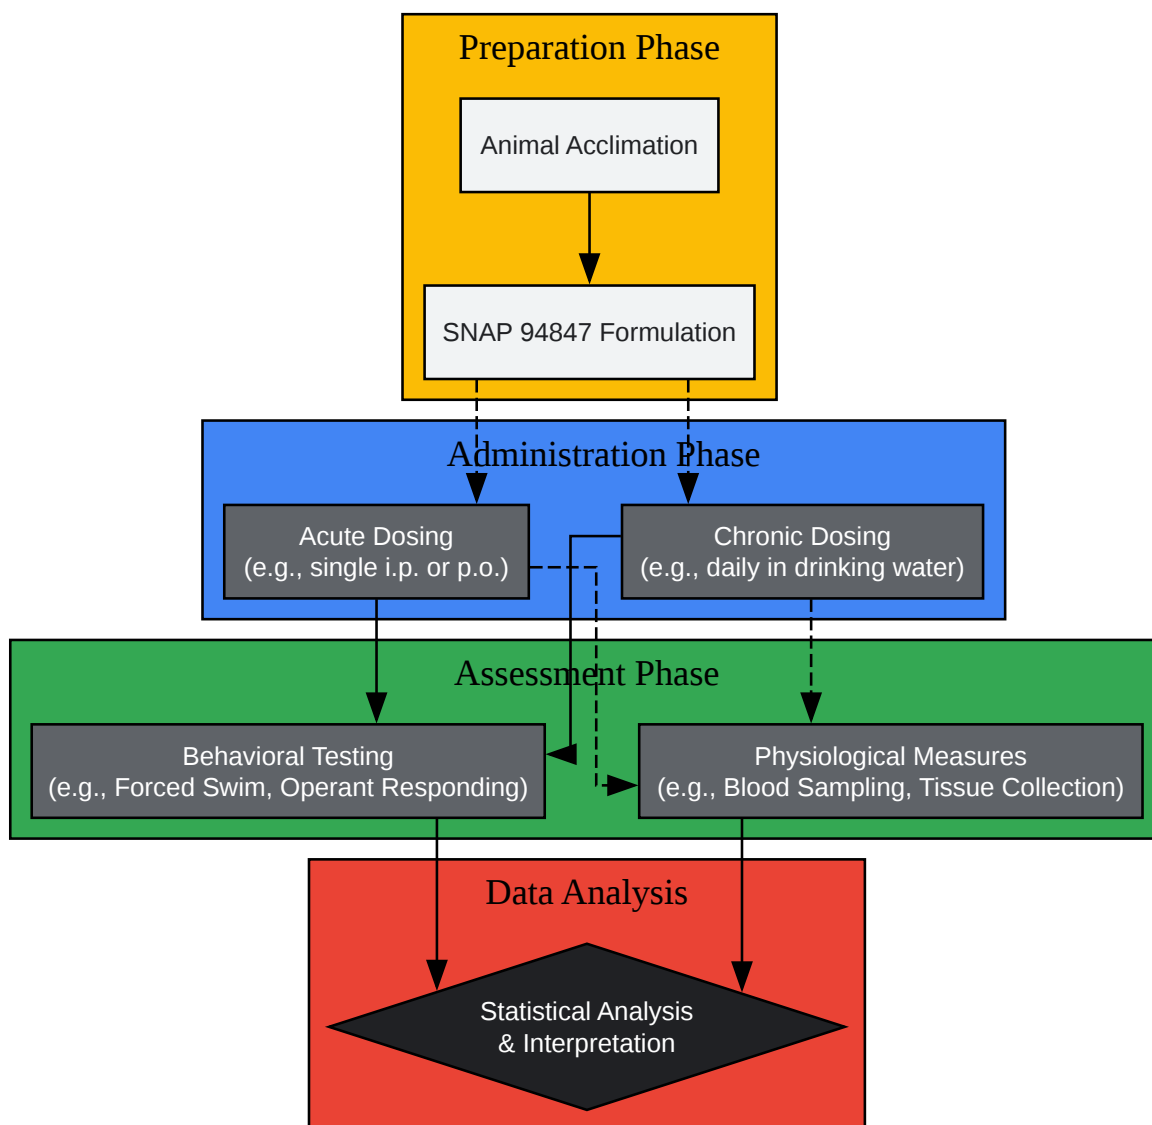 Preparation Phase
Animal Acclimation
SNAP 94847 Formulation
Administration Phase
Acute Dosing
(e.g., single i.p. or p.o.)
Chronic Dosing
(e.g., daily in drinking water)
Assessment Phase
Behavioral Testing
(e.g., Forced Swim, Operant Responding)
Physiological Measures
(e.g., Blood Sampling, Tissue Collection)
Data Analysis
Statistical Analysis
& Interpretation